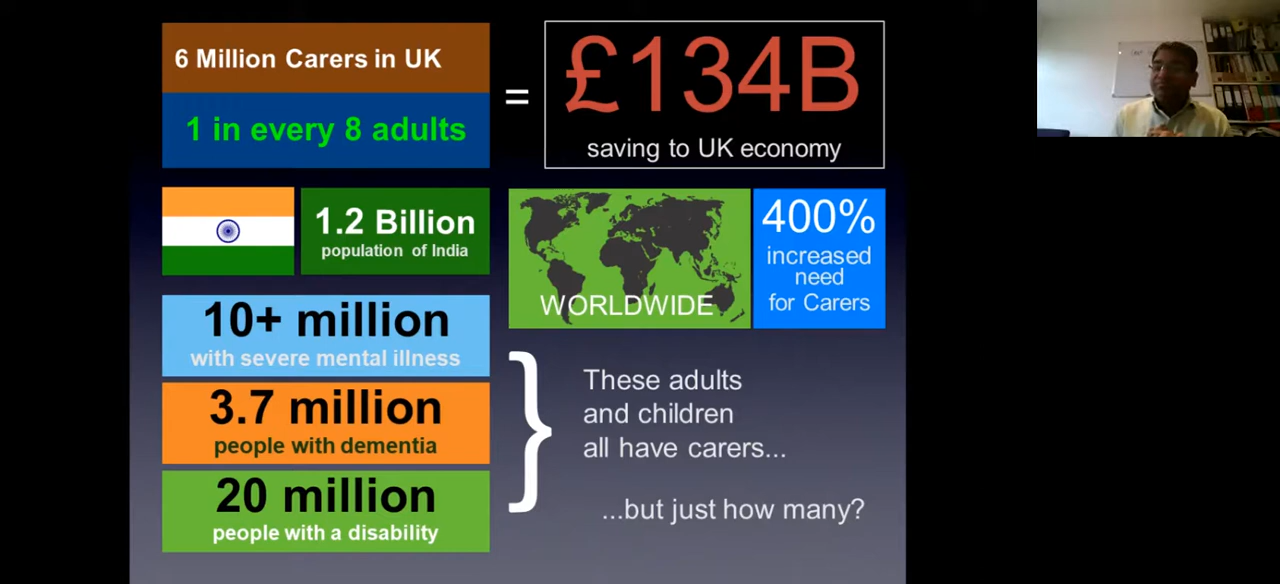 6 Million Carers in UK
1 in every 8 adults
=
£134B
saving to UK economy
1.2 Billion
population of India
WORLDWIDE
400%
increased
need
for Carers
10+ million
with severe mental illness
3.7 million
people with dementia
20 million
people with a disability
}
These adults
and children
all have carers...
...but just how many?